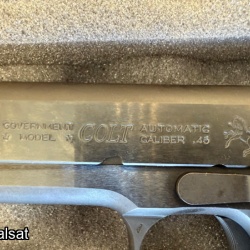 GOVERNMENT COLT AUTOMATIC
MODEL CALIBER .45
alsat